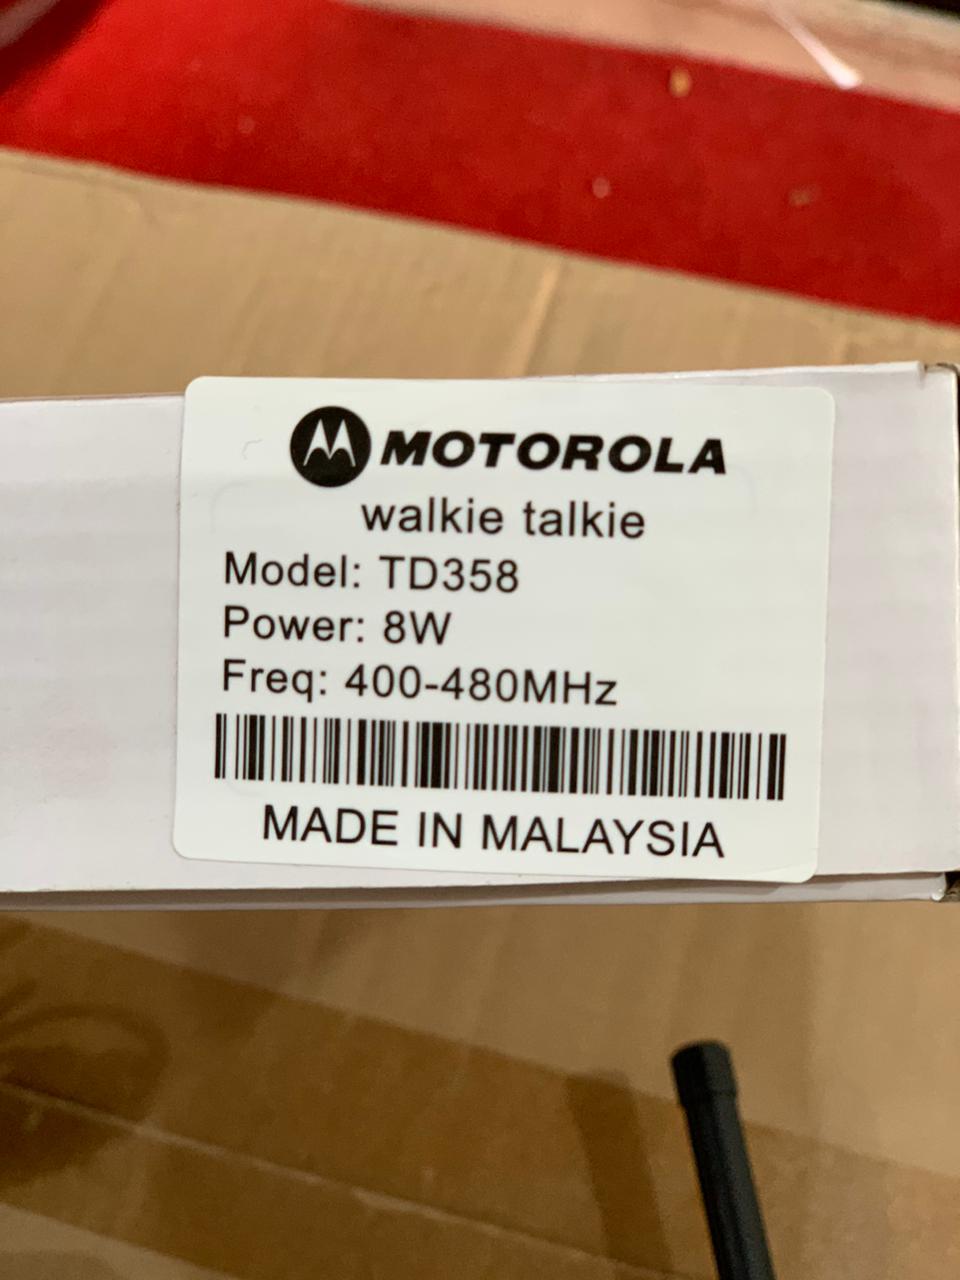 MOTOROLA
walkie talkie
Model: TD358
Power: 8W
Freq: 400-480MHz
MADE IN MALAYSIA